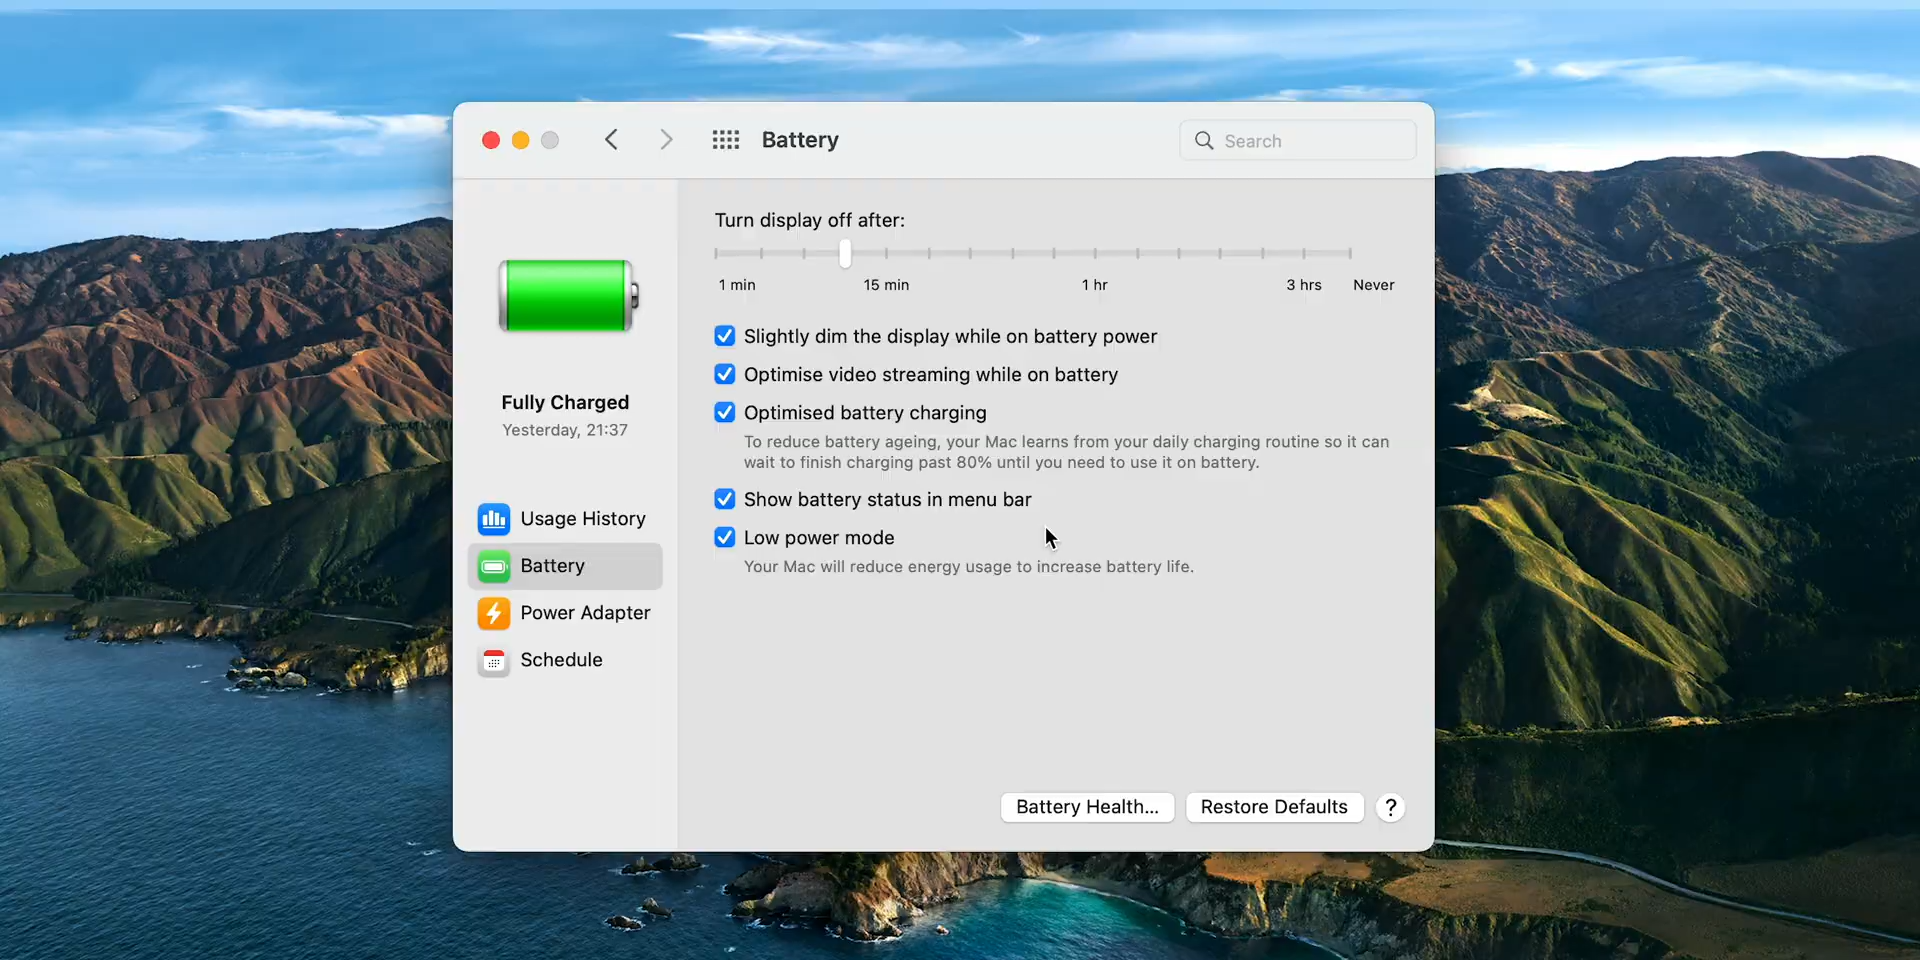 Battery
Search
Turn display off after:
1 min
15 min
1 hr
3 hrs
Never
Slightly dim the display while on battery power
Optimise video streaming while on battery
Optimised battery charging
To reduce battery ageing, your Mac learns from your daily charging routine so it can
wait to finish charging past 80% until you need to use it on battery.
Show battery status in menu bar
Low power mode
Your Mac will reduce energy usage to increase battery life.
Fully Charged
Yesterday, 21:37
Usage History
Battery
Power Adapter
Schedule
Battery Health...
Restore Defaults
?